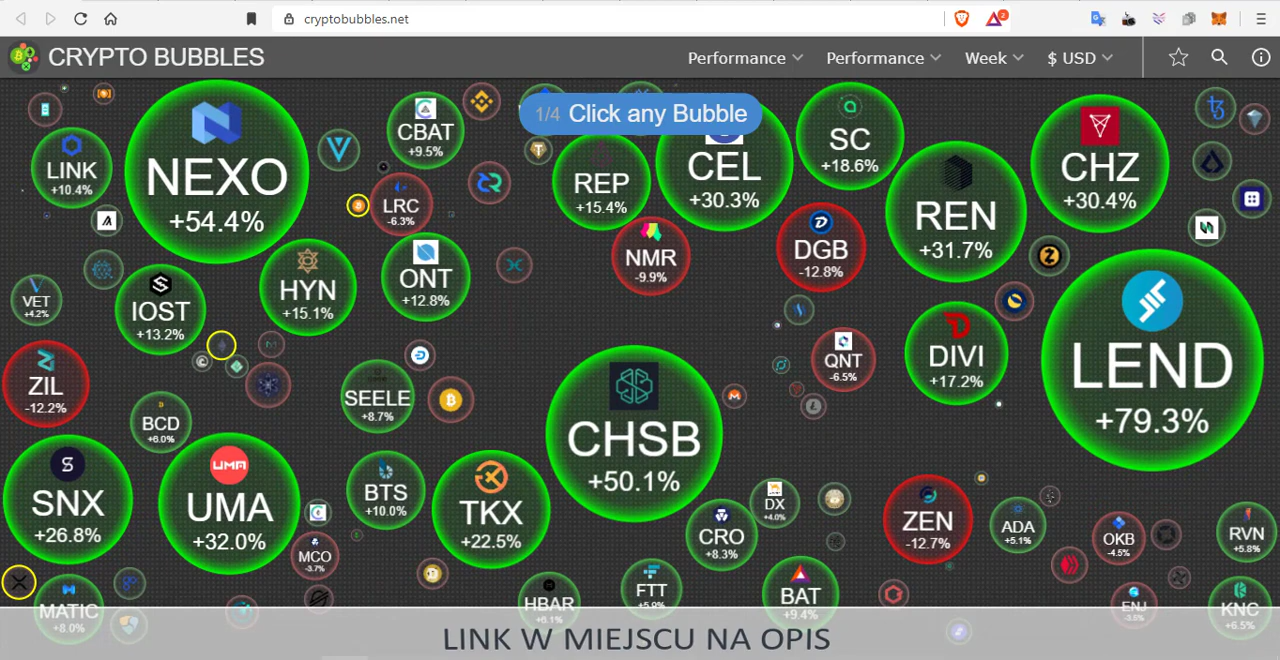 cryptobubbles.net
2
CRYPTO BUBBLES
Performance
Performance
Week
$ USD
1/4 Click any Bubble
LINK
+10.4%
NEXO
+54.4%
CBAT
+9.5%
LRC
-6.3%
REP
+15.4%
CEL
+30.3%
SC
+18.6%
REN
+31.7%
CHZ
+30.4%
NMR
-9.9%
DGB
-12.8%
VET
+4.2%
IOST
+13.2%
HYN
+15.1%
ONT
+12.8%
ZIL
-12.2%
BCD
+6.0%
SEELE
+8.7%
CHSB
+50.1%
QNT
-6.5%
DIVI
+17.2%
LEND
+79.3%
SNX
+26.8%
UMA
UMA
+32.0%
MCO
-3.7%
BTS
+10.0%
TKX
+22.5%
CRO
+8.3%
DX
+4.0%
ZEN
-12.7%
ADA
+5.1%
OKB
-4.5%
RVN
+5.8%
MATIC
+8.0%
HBAR
+6.1%
FTT
+5.9%
BAT
+9.4%
ENJ
-3.5%
KNC
+6.5%
LINK W MIEJSCU NA OPIS